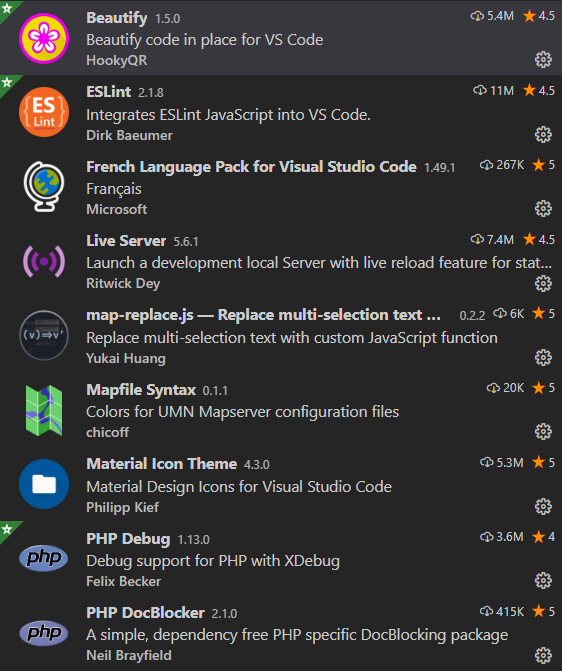 Beautify 1.5.0 5.4M 4.5
Beautify code in place for VS Code
HookyQR
ES
Lint
ESLint 2.1.8 11M 4.5
Integrates ESLint JavaScript into VS Code.
Dirk Baeumer
French Language Pack for Visual Studio Code 1.49.1 267K 5
Français
Microsoft
Live Server 5.6.1 7.4M 4.5
Launch a development local Server with live reload feature for stat...
Ritwick Dey
(v)⇒v'
map-replace.js — Replace multi-selection text ... 0.2.2 6K 5
Replace multi-selection text with custom JavaScript function
Yukai Huang
Mapfile Syntax 0.1.1 20K 5
Colors for UMN Mapserver configuration files
chicoff
Material Icon Theme 4.3.0 5.3M 5
Material Design Icons for Visual Studio Code
Philipp Kief
php
PHP Debug 1.13.0 3.6M 4
Debug support for PHP with XDebug
Felix Becker
php
PHP DocBlocker 2.1.0 415K 5
A simple, dependency free PHP specific DocBlocking package
Neil Brayfield